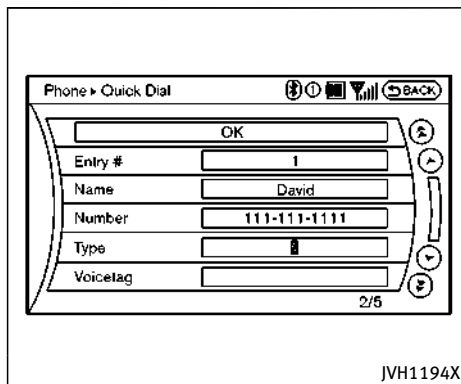 Phone ▸ Quick Dial BACK
OK
Entry # 1
Name David
Number 111-111-1111
Type
Voicetag
2/5
JVH1194X